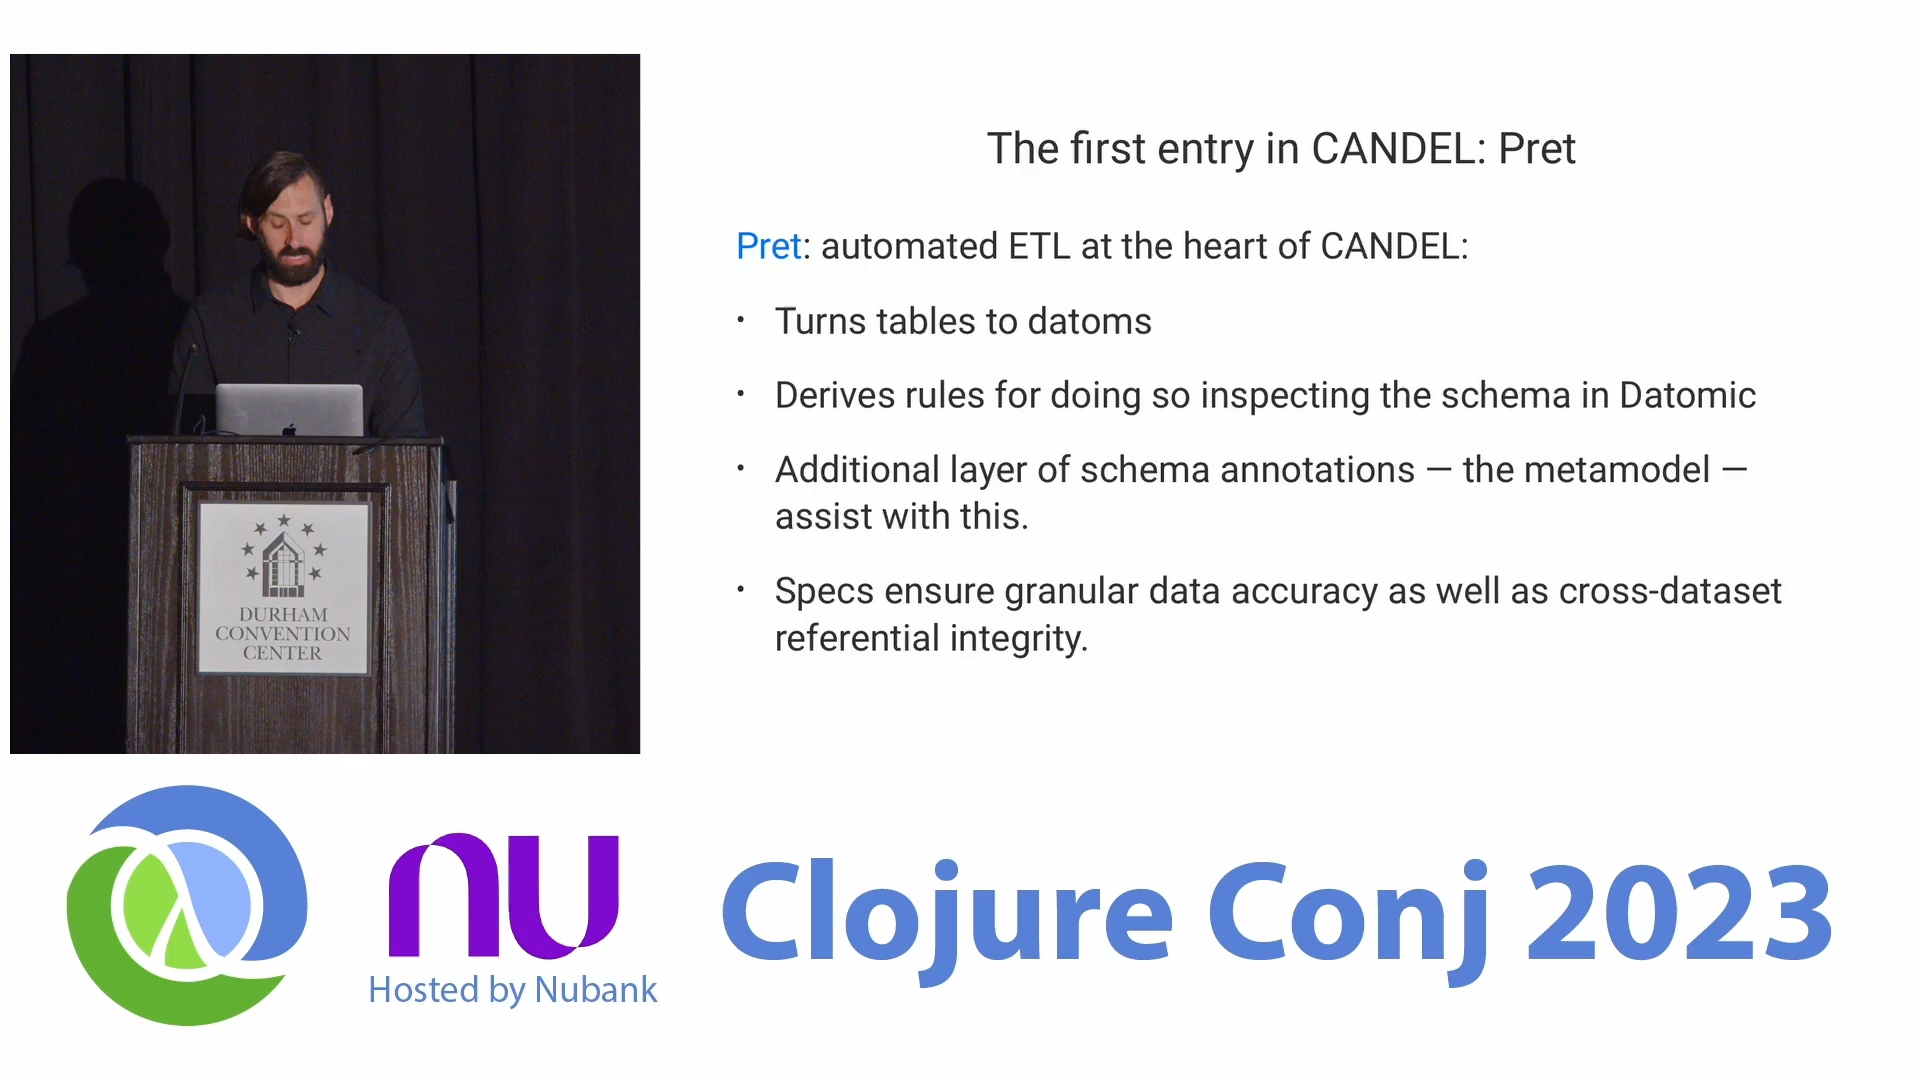 The first entry in CANDEL: Pret
Pret: automated ETL at the heart of CANDEL:
• Turns tables to datoms
• Derives rules for doing so inspecting the schema in Datomic
• Additional layer of schema annotations — the metamodel —
assist with this.
• Specs ensure granular data accuracy as well as cross-dataset
referential integrity.
DURHAM
CONVENTION
CENTER
nu
Hosted by Nubank
Clojure Conj 2023